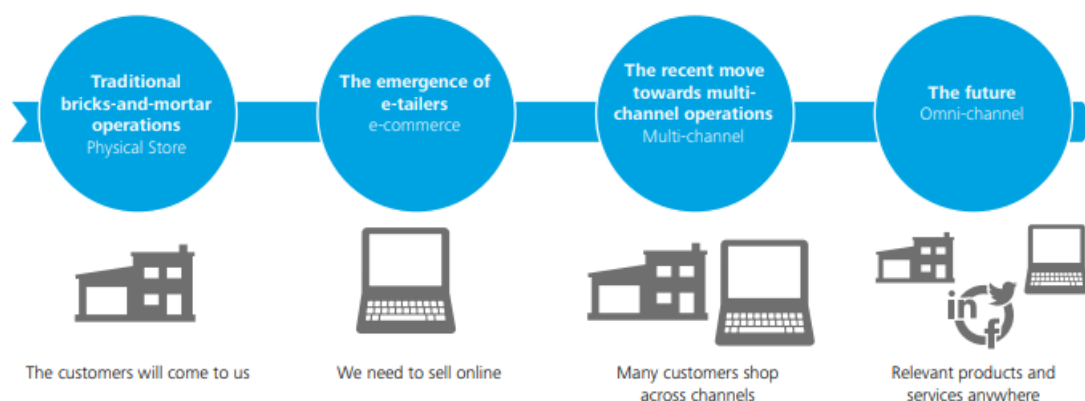 Traditional
bricks-and-mortar
operations
Physical Store
The emergence of
e-tailers
e-commerce
The recent move
towards multi-
channel operations
Multi-channel
The future
Omni-channel
in
f
The customers will come to us
We need to sell online
Many customers shop
across channels
Relevant products and
services anywhere